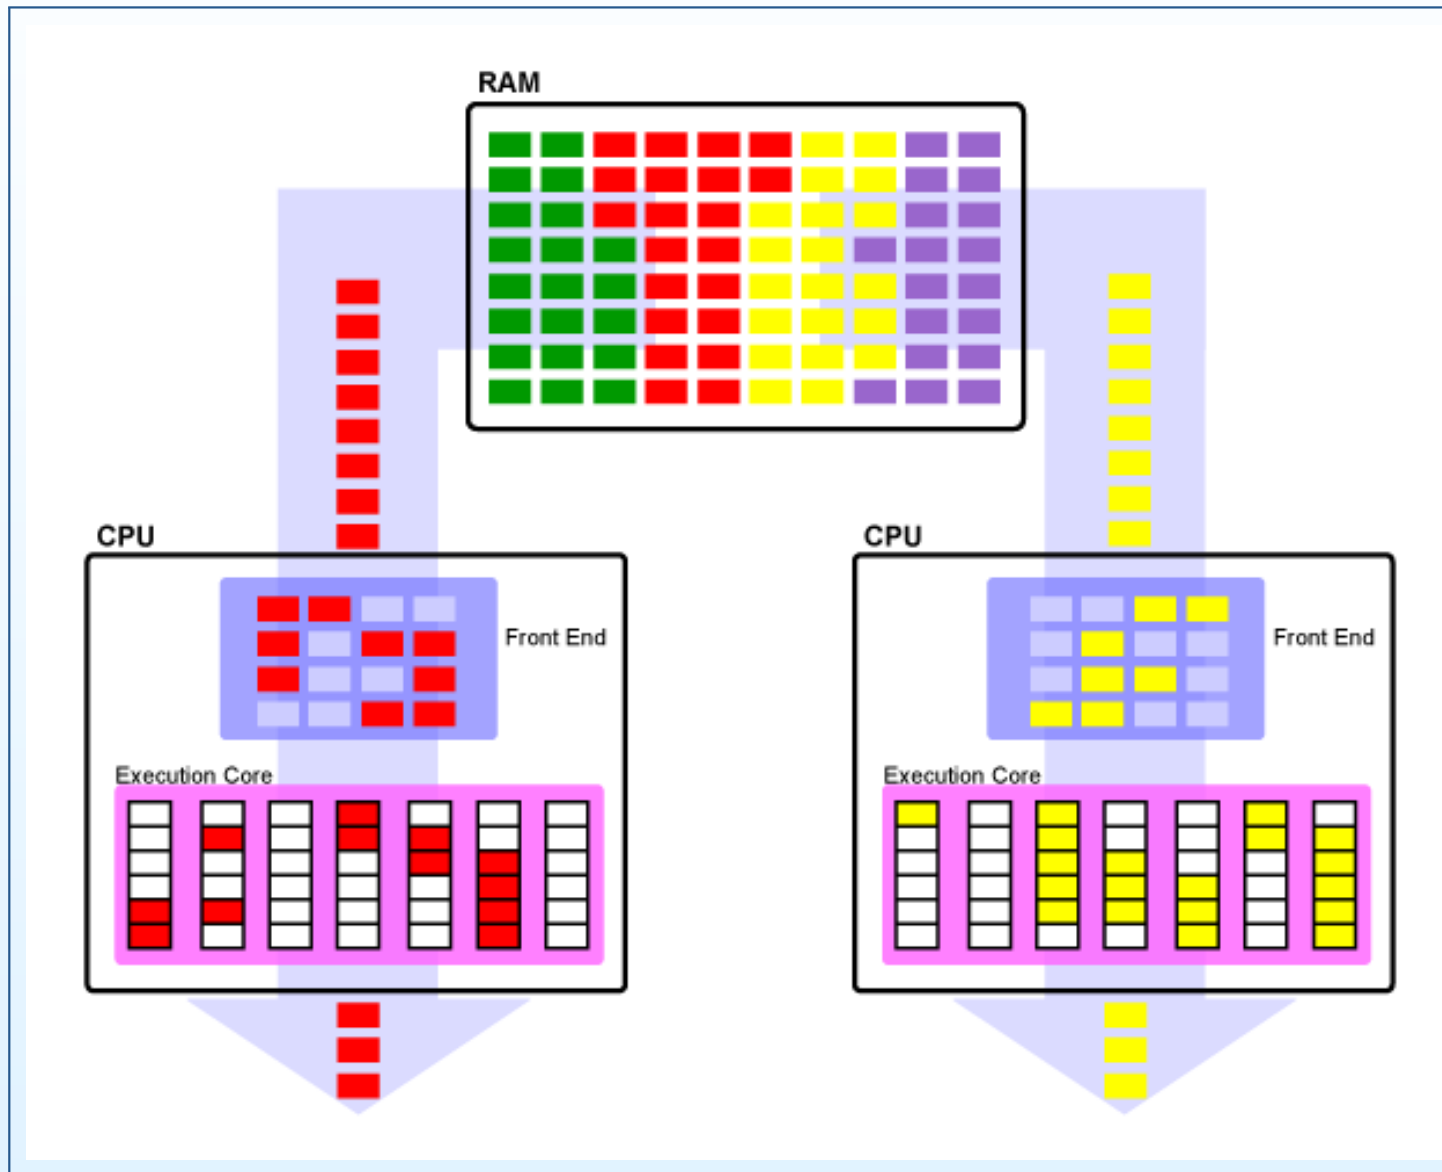 RAM
CPU
CPU
Front End
Front End
Execution Core
Execution Core